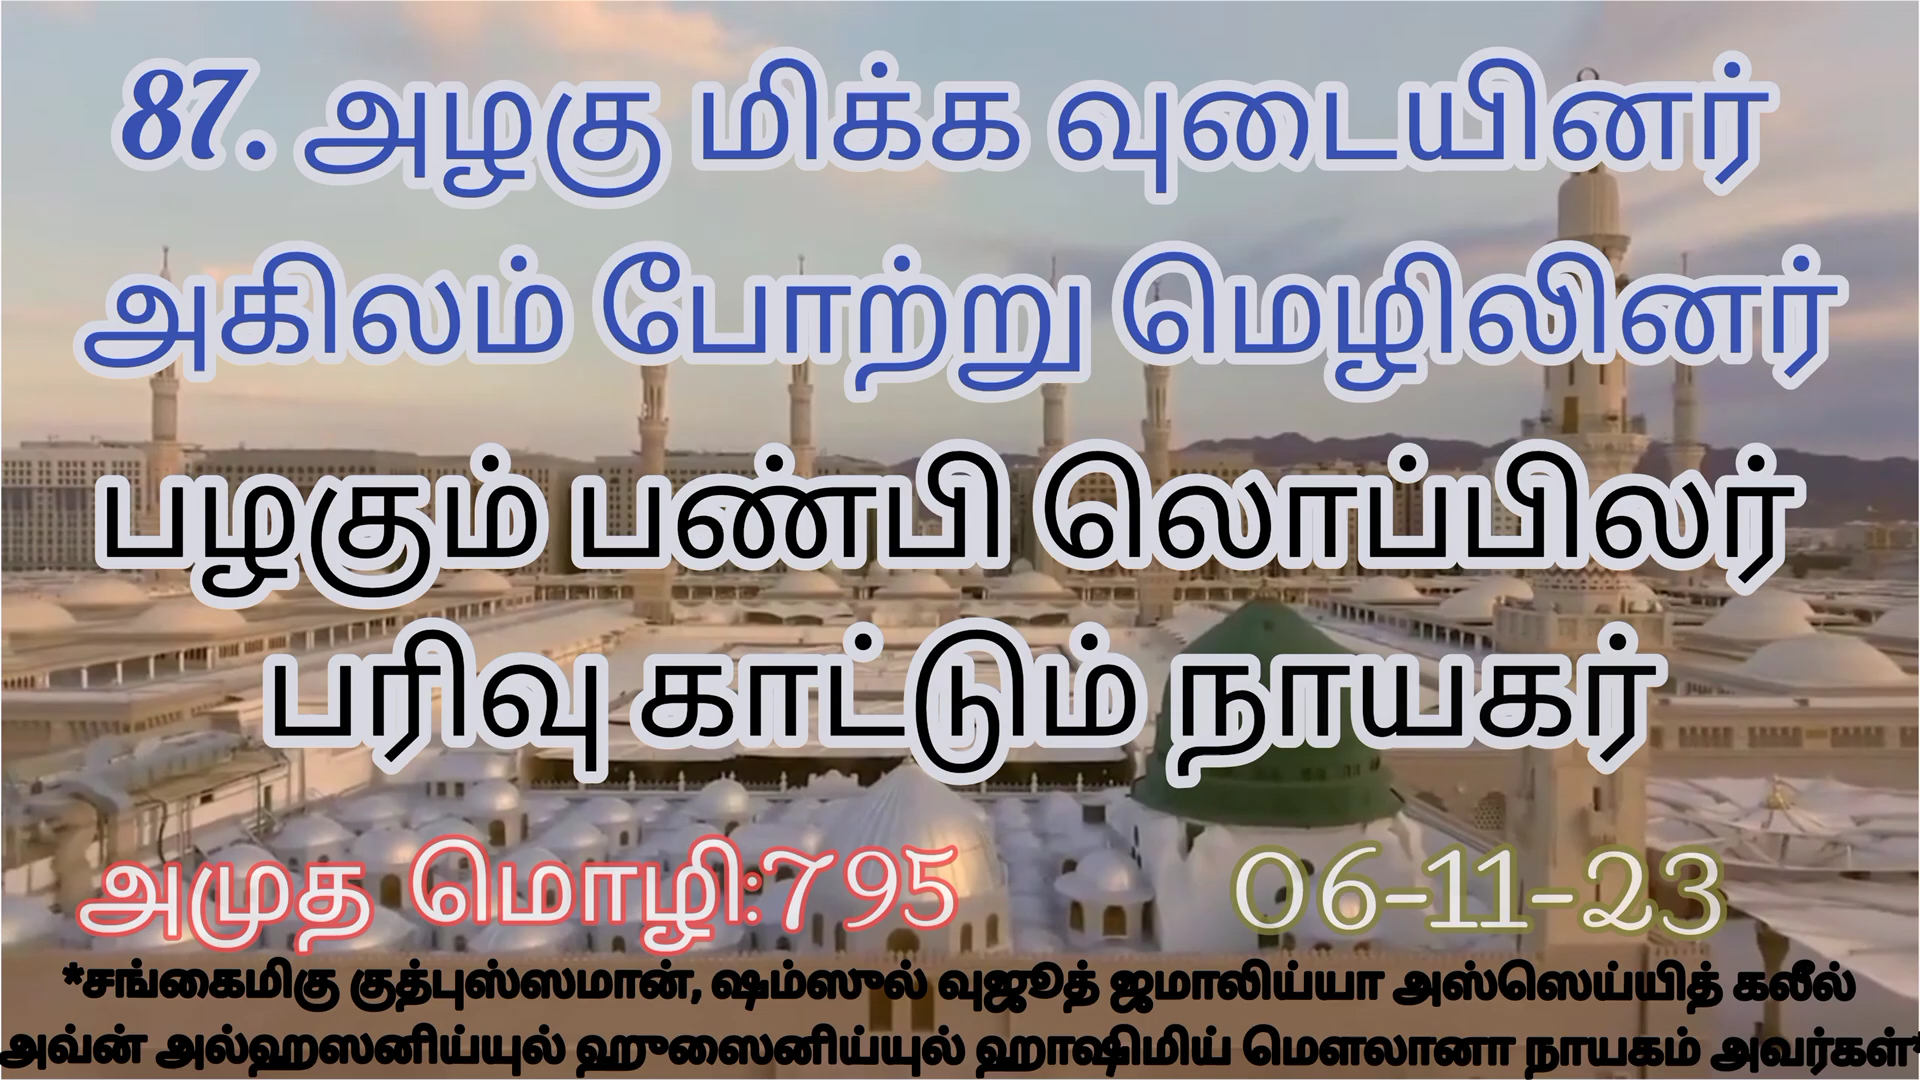 87. அழகு மிக்க வுடையினர்
அகிலம் போற்று மெழிலினர்
பழகும் பண்பி லொப்பிலர்
பரிவு காட்டும் நாயகர்
அமுத மொழி:795 06-11-23
*சங்கைமிகு குத்புஸ்ஸமான், ஷம்ஸுல் வுஜூத் ஜமாலிய்யா அஸ்ஸெய்யித் கலீல்
அவ்ன் அல்ஹஸனிய்யுல் ஹுஸைனிய்யுல் ஹாஷிமிய் மௌலானா நாயகம் அவர்கள்*